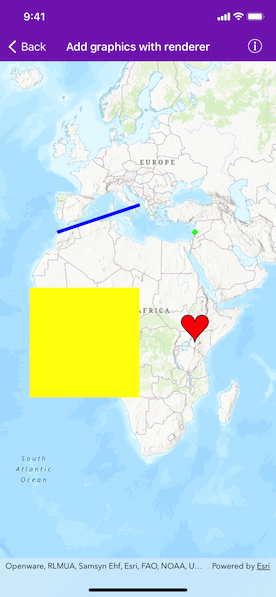 9:41
Back
Add graphics with renderer
EUROPE
AFRICA
South
Atlantic
Ocean
Openware, RLMUA, Samsyn Ehf, Esri, FAO, NOAA, U...
Powered by Esri